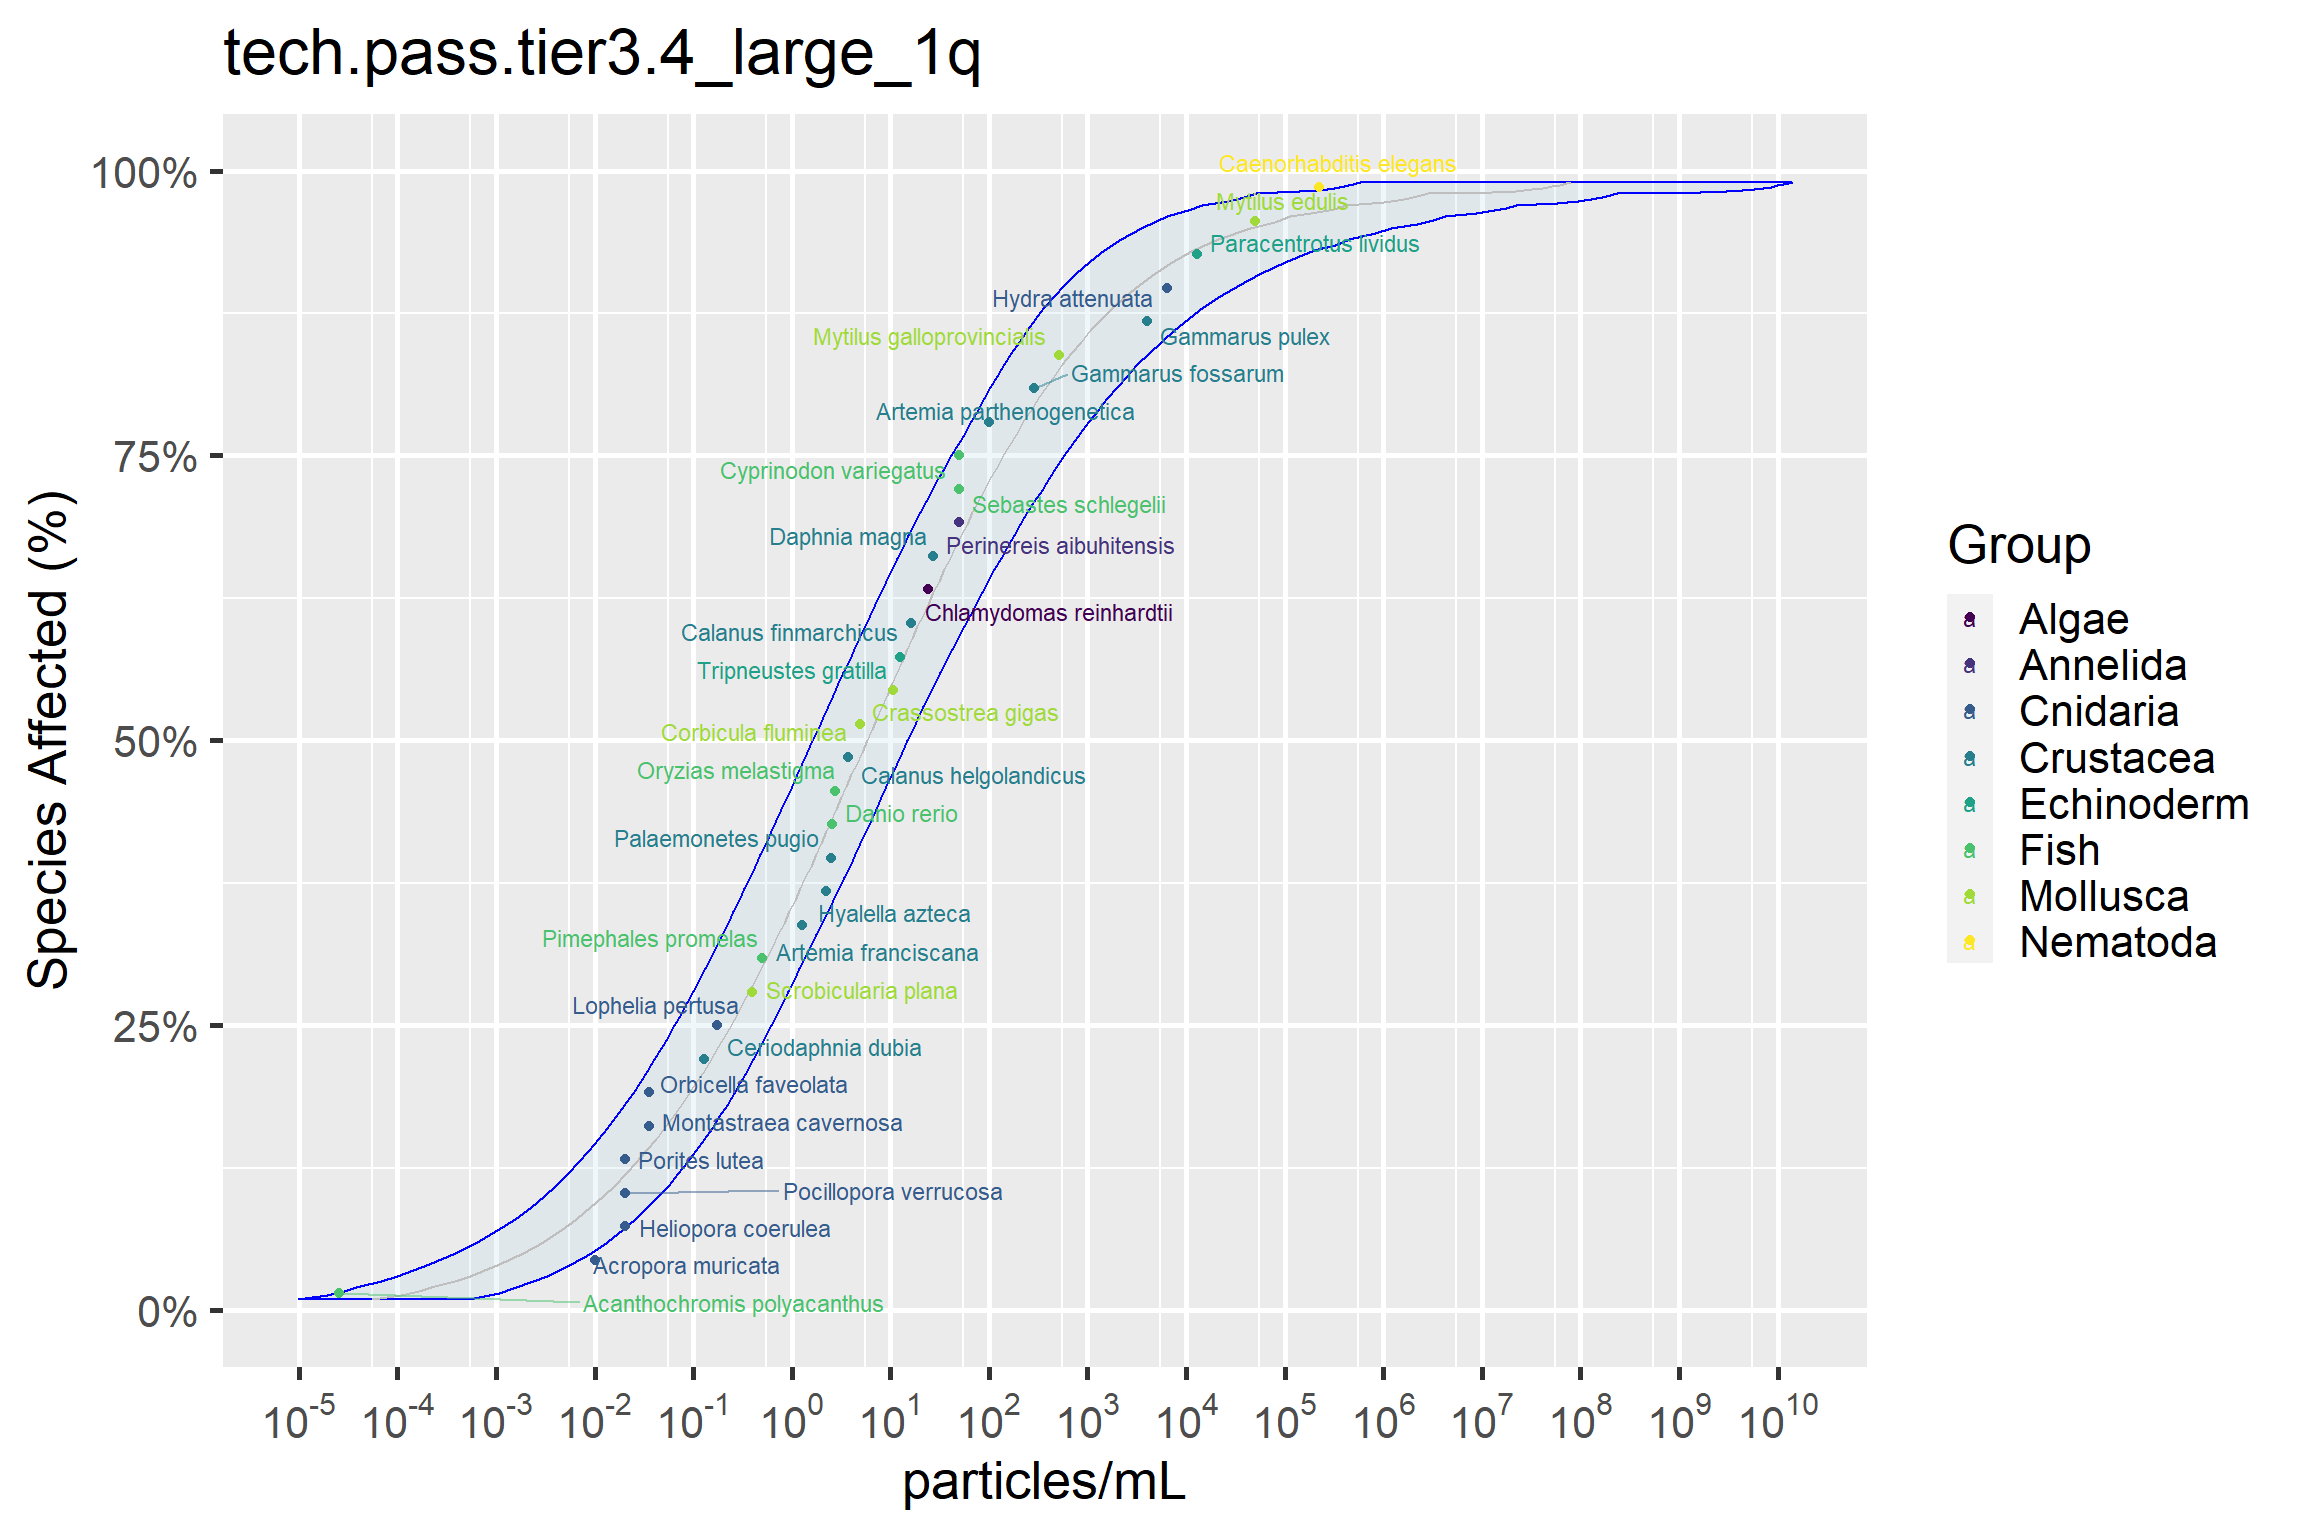 tech.pass.tier3.4_large_1q
Species Affected (%)
100%
75%
50%
25%
0%
Caenorhabditis elegans
Mytilus edulis
Paracentrotus lividus
Hydra attenuata
Mytilus galloprovincialis
Gammarus pulex
Gammarus fossarum
Artemia parthenogenetica
Cyprinodon variegatus
Sebastes schlegelii
Daphnia magna
Perinereis aibuhitensis
Chlamydomas reinhardtii
Calanus finmarchicus
Tripneustes gratilla
Crassostrea gigas
Corbicula fluminea
Oryzias melastigma
Calanus helgolandicus
Danio rerio
Palaemonetes pugio
Hyalella azteca
Pimephales promelas
Artemia franciscana
Scrobicularia plana
Lophelia pertusa
Ceriodaphnia dubia
Orbicella faveolata
Montastraea cavernosa
Porites lutea
Pocillopora verrucosa
Heliopora coerulea
Acropora muricata
Acanthochromis polyacanthus
10-5 10-4 10-3 10-2 10-1 100 101 102 103 104 105 106 107 108 109 1010
particles/mL
Group
a Algae
a Annelida
a Cnidaria
a Crustacea
a Echinoderm
a Fish
a Mollusca
a Nematoda